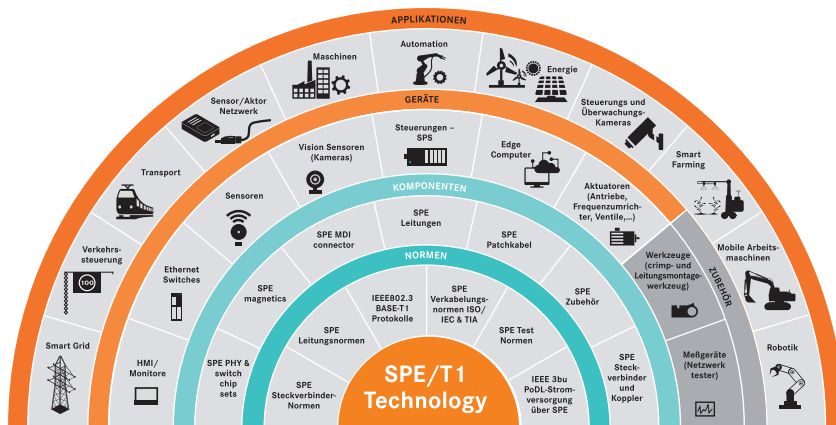 APPLIKATIONEN
Smart Grid
Verkehrs-
steuerung
100
Transport
Sensor/Aktor
Netzwerk
Maschinen
Automation
Energie
Steuerungs und
Überwachungs-
Kameras
Smart
Farming
Mobile Arbeits-
maschinen
Robotik
GERÄTE
HMI/
Monitore
Ethernet
Switches
Sensoren
Vision Sensoren
(Kameras)
Steuerungen –
SPS
Edge
Computer
Aktuatoren
(Antriebe,
Frequenzumrich-
ter, Ventile,...)
ZUBEHÖR
Werkzeuge
(crimp- und
Leitungsmontage-
werkzeug)
Meßgeräte
(Netzwerk
tester)
KOMPONENTEN
SPE PHY &
switch
chip
sets
SPE
magnetics
SPE MDI
connector
SPE
Leitungen
SPE
Patchkabel
SPE
Zubehör
SPE
Steck-
verbinder
und
Koppler
NORMEN
SPE
Steckverbinder-
Normen
SPE
Leitungsnormen
IEEE802.3
BASE-T1
Protokolle
SPE
Verkabelungs-
normen ISO/
IEC & TIA
SPE Test
Normen
IEEE 3bu
PoDL-Strom-
versorgung
über SPE
SPE/T1
Technology